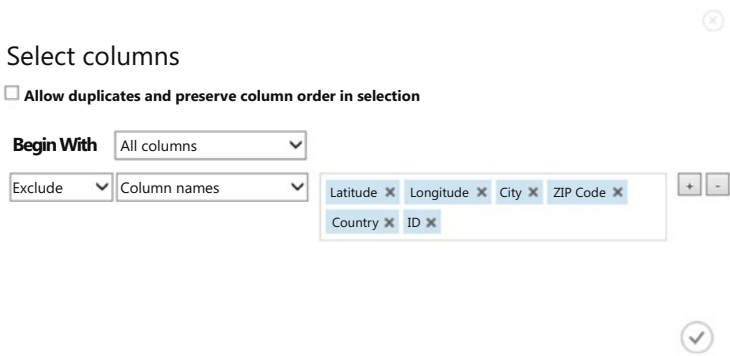 Select columns
Allow duplicates and preserve column order in selection
Begin With All columns
Exclude Column names Latitude Longitude City ZIP Code + -
Country ID